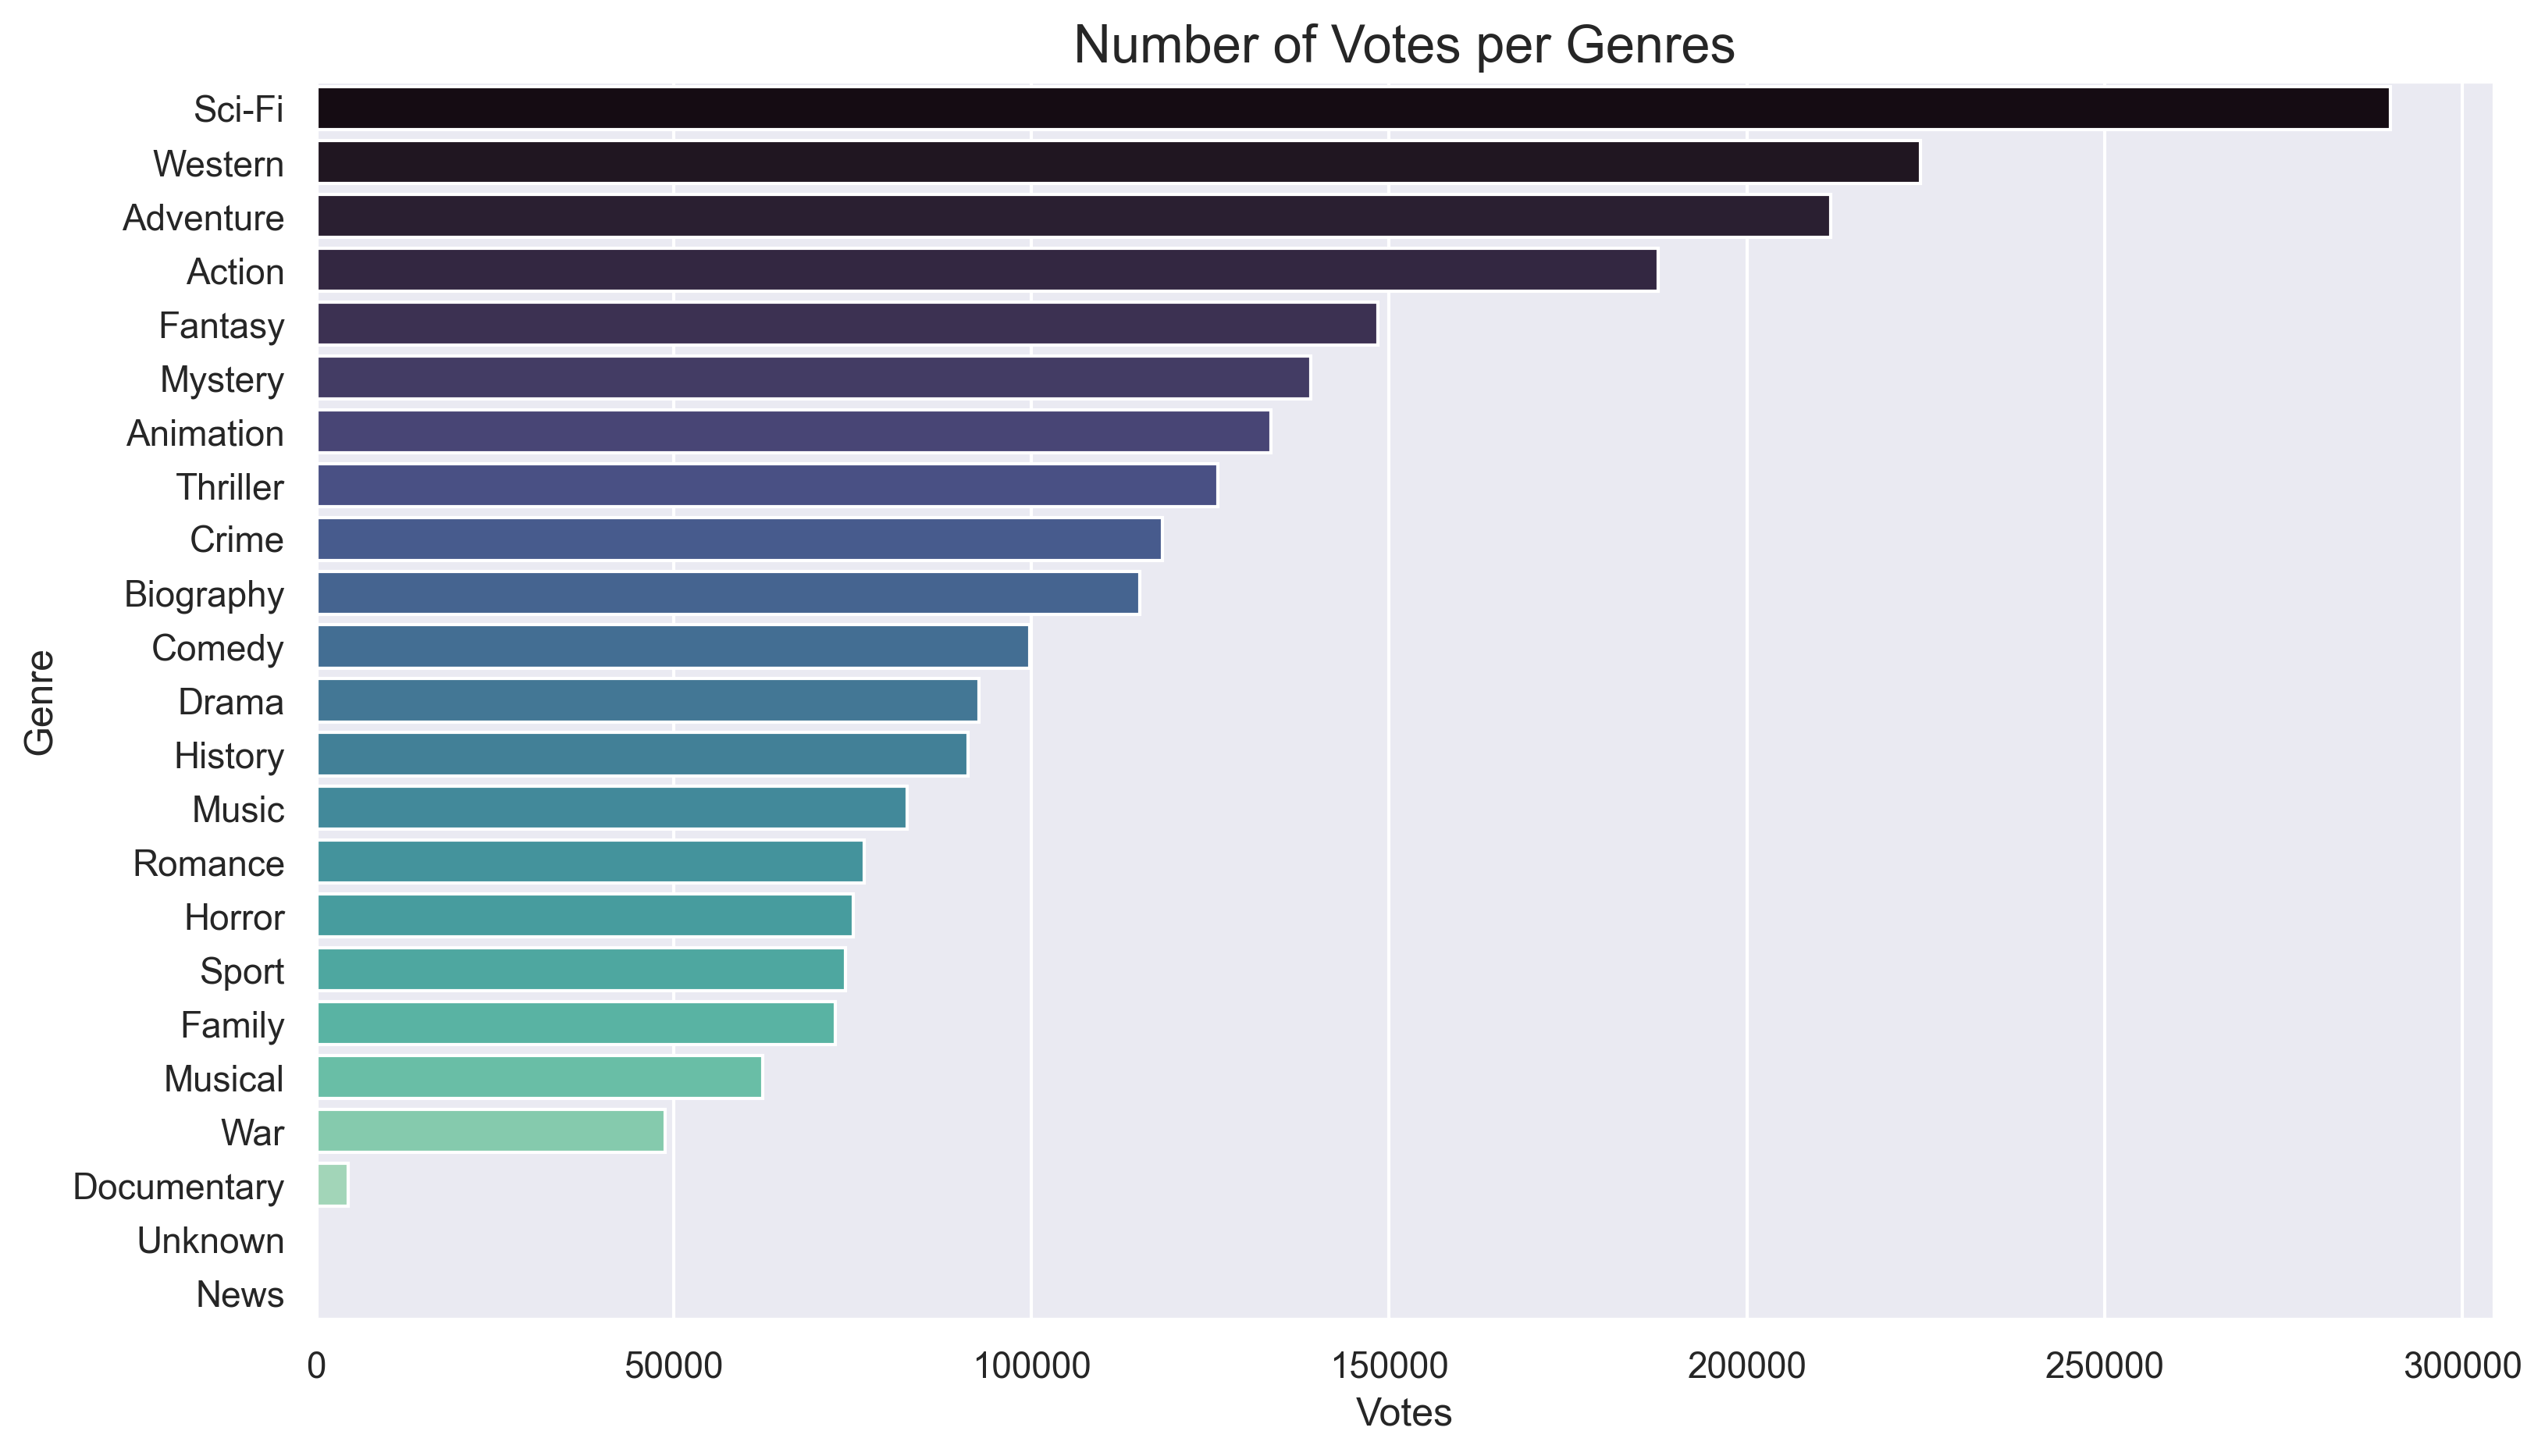 Number of Votes per Genres
Genre
Sci-Fi
Western
Adventure
Action
Fantasy
Mystery
Animation
Thriller
Crime
Biography
Comedy
Drama
History
Music
Romance
Horror
Sport
Family
Musical
War
Documentary
Unknown
News
0 50000 100000 150000 200000 250000 300000
Votes